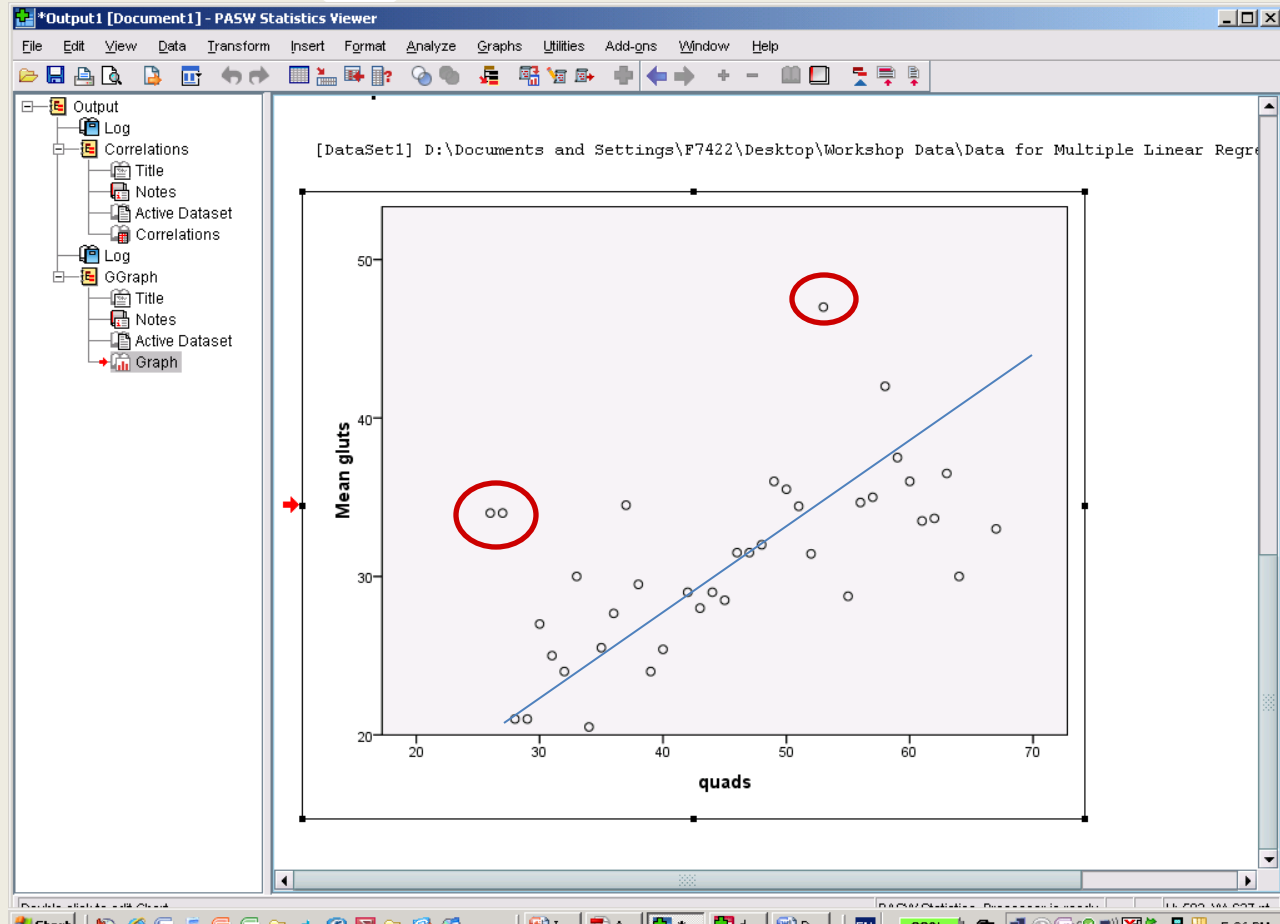 *Output1 [Document1] - PASW Statistics Viewer
File Edit View Data Transform Insert Format Analyze Graphs Utilities Add-ons Window Help
Output
Log
Correlations
Title
Notes
Active Dataset
Correlations
Log
GGraph
Title
Notes
Active Dataset
Graph
[DataSet1] D:\Documents and Settings\F7422\Desktop\Workshop Data\Data for Multiple Linear Regre
50
40
30
20
Mean gluts
20 30 40 50 60 70
quads